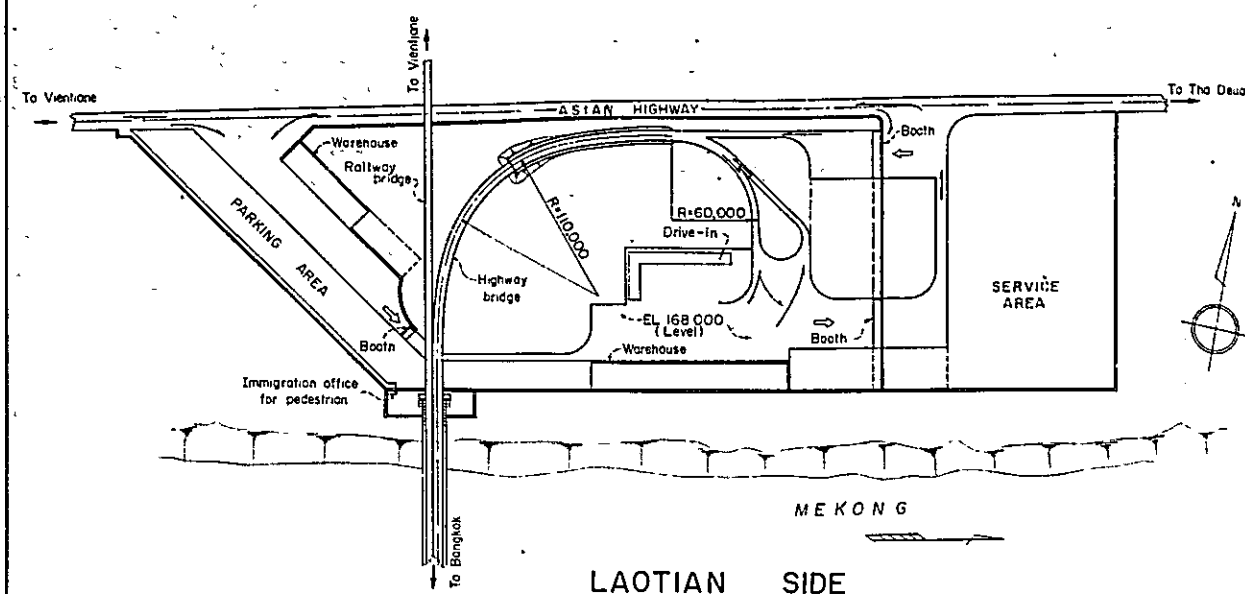 To Vientiane
To Vientiane
ASIAN HIGHWAY
To Tha Deua
Booth
Warehouse
Railway
bridge
PARKING
AREA
R=110,000
R=60,000
Drive-in
Highway
bridge
N
SERVICE
AREA
EL 168 000
(Level)
Booth
Booth
Warehouse
Immigration office
for pedestrian
MEKONG
To Bangkok
LAOTIAN SIDE